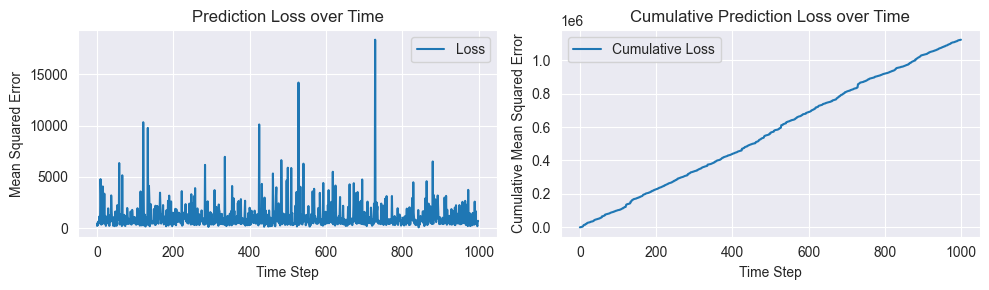 Prediction Loss over Time
Mean Squared Error
15000
10000
5000
0
Loss
0 200 400 600 800 1000
Time Step
Cumulative Prediction Loss over Time
1e6
Cumulative Mean Squared Error
1.0
0.8
0.6
0.4
0.2
0.0
Cumulative Loss
0 200 400 600 800 1000
Time Step